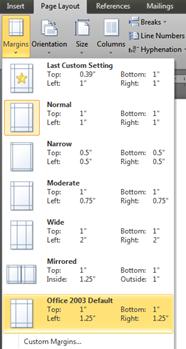 Insert Page Layout References Mailings
Margins Orientation Size Columns Breaks
Line Numbers
Hyphenation
Last Custom Setting
Top: 0.39" Bottom: 1"
Left: 1" Right: 1"
Normal
Top: 1" Bottom: 1"
Left: 1" Right: 1"
Narrow
Top: 0.5" Bottom: 0.5"
Left: 0.5" Right: 0.5"
Moderate
Top: 1" Bottom: 1"
Left: 0.75" Right: 0.75"
Wide
Top: 1" Bottom: 1"
Left: 2" Right: 2"
Mirrored
Top: 1" Bottom: 1"
Inside: 1.25" Outside: 1"
Office 2003 Default
Top: 1" Bottom: 1"
Left: 1.25" Right: 1.25"
Custom Margins...